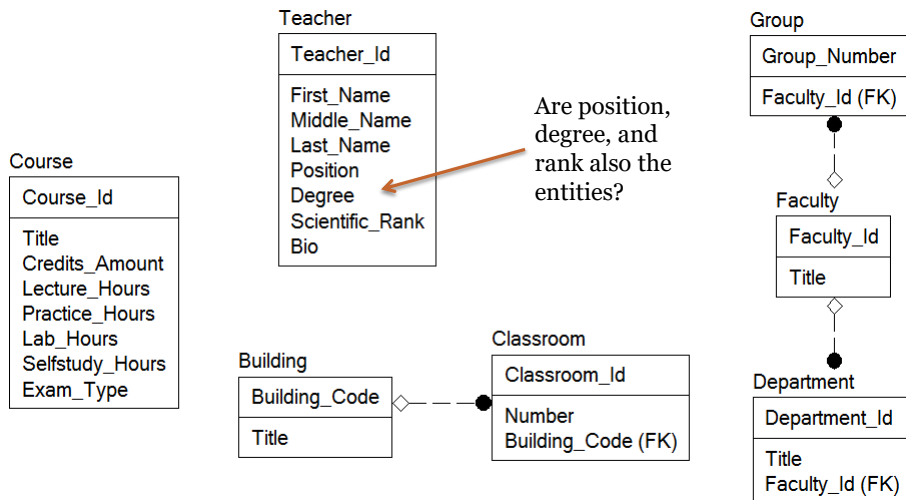 Teacher
Teacher_Id
First_Name
Middle_Name
Last_Name
Position
Degree
Scientific_Rank
Bio
Are position,
degree, and
rank also the
entities?
Group
Group_Number
Faculty_Id (FK)
Course
Course_Id
Title
Credits_Amount
Lecture_Hours
Practice_Hours
Lab_Hours
Selfstudy_Hours
Exam_Type
Faculty
Faculty_Id
Title
Building
Building_Code
Title
Classroom
Classroom_Id
Number
Building_Code (FK)
Department
Department_Id
Title
Faculty_Id (FK)